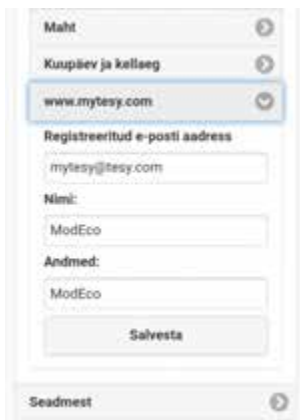 Maht
Kuupäev ja kellaeg
www.mytesy.com
Registreeritud e-posti aadress
mytesy@tesy.com
Nimi:
ModEco
Andmed:
ModEco
Salvesta
Seadmest